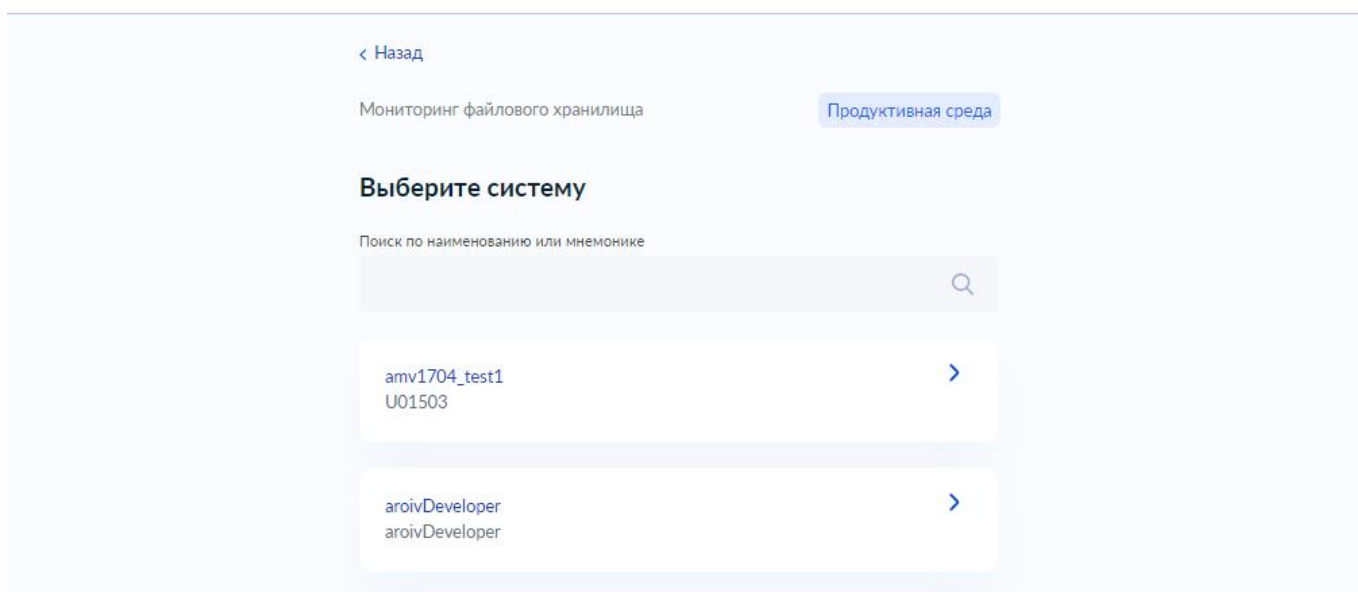 Назад
Мониторинг файлового хранилища
Продуктивная среда
Выберите систему
Поиск по наименованию или мнемонике
amv1704_test1
U01503
aroivDeveloper
aroivDeveloper